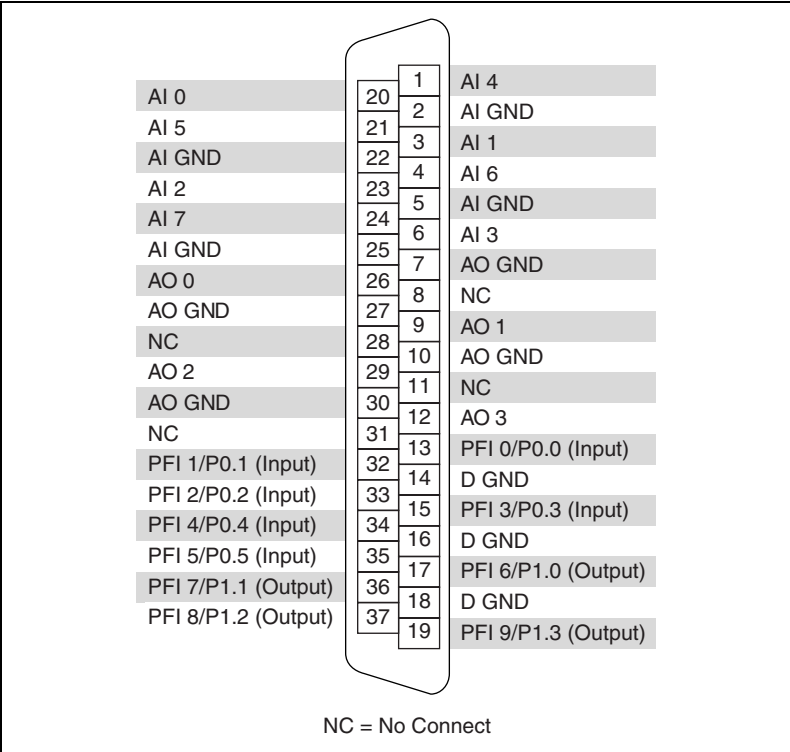 AI 0 20 1 AI 4
AI 5 21 2 AI GND
AI GND 22 3 AI 1
AI 2 23 4 AI 6
AI 7 24 5 AI GND
AI GND 25 6 AI 3
AO 0 26 7 AO GND
AO GND 27 8 NC
NC 28 9 AO 1
AO 2 29 10 AO GND
AO GND 30 11 NC
NC 31 12 AO 3
PFI 1/P0.1 (Input) 32 13 PFI 0/P0.0 (Input)
PFI 2/P0.2 (Input) 33 14 D GND
PFI 4/P0.4 (Input) 34 15 PFI 3/P0.3 (Input)
PFI 5/P0.5 (Input) 35 16 D GND
PFI 7/P1.1 (Output) 36 17 PFI 6/P1.0 (Output)
PFI 8/P1.2 (Output) 37 18 D GND
19 PFI 9/P1.3 (Output)
NC = No Connect